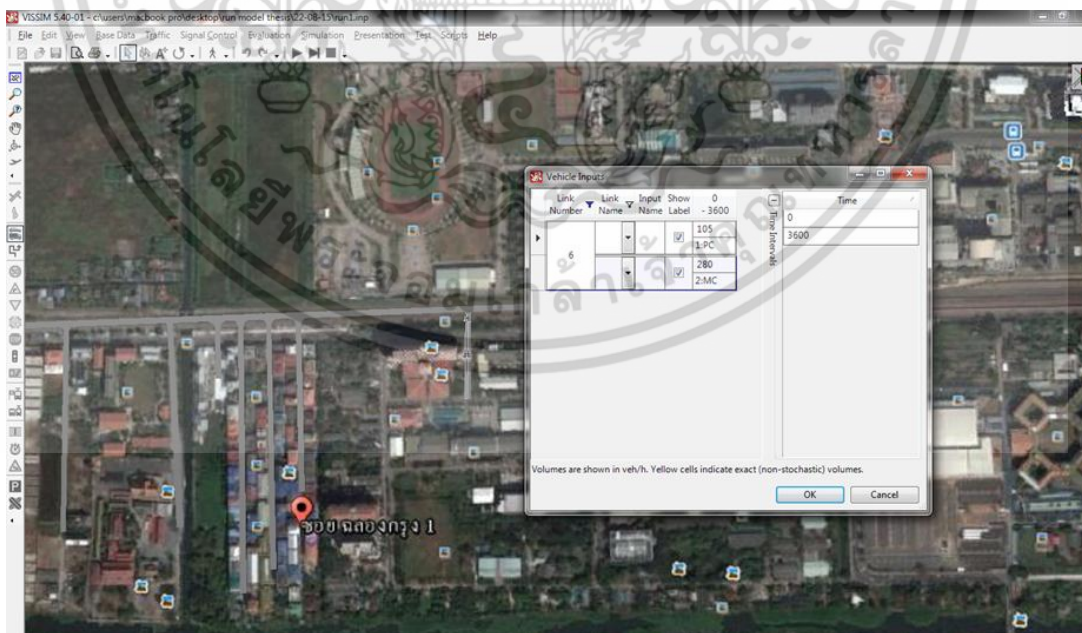 VISSIM 5.40-01 - c:\users\macbook pro\desktop\run model thesis\22-08-15\run1.inp
File Edit View Base Data Traffic Signal Control Evaluation Simulation Presentation Test Scripts Help
Vehicle Inputs
Link Number Link Name Input Name Show Label 0 - 3600
Time
Time Intervals
0
3600
6
105
1:PC
280
2:MC
Volumes are shown in veh/h. Yellow cells indicate exact (non-stochastic) volumes.
OK Cancel
ซอย ฉลองกรุง 1